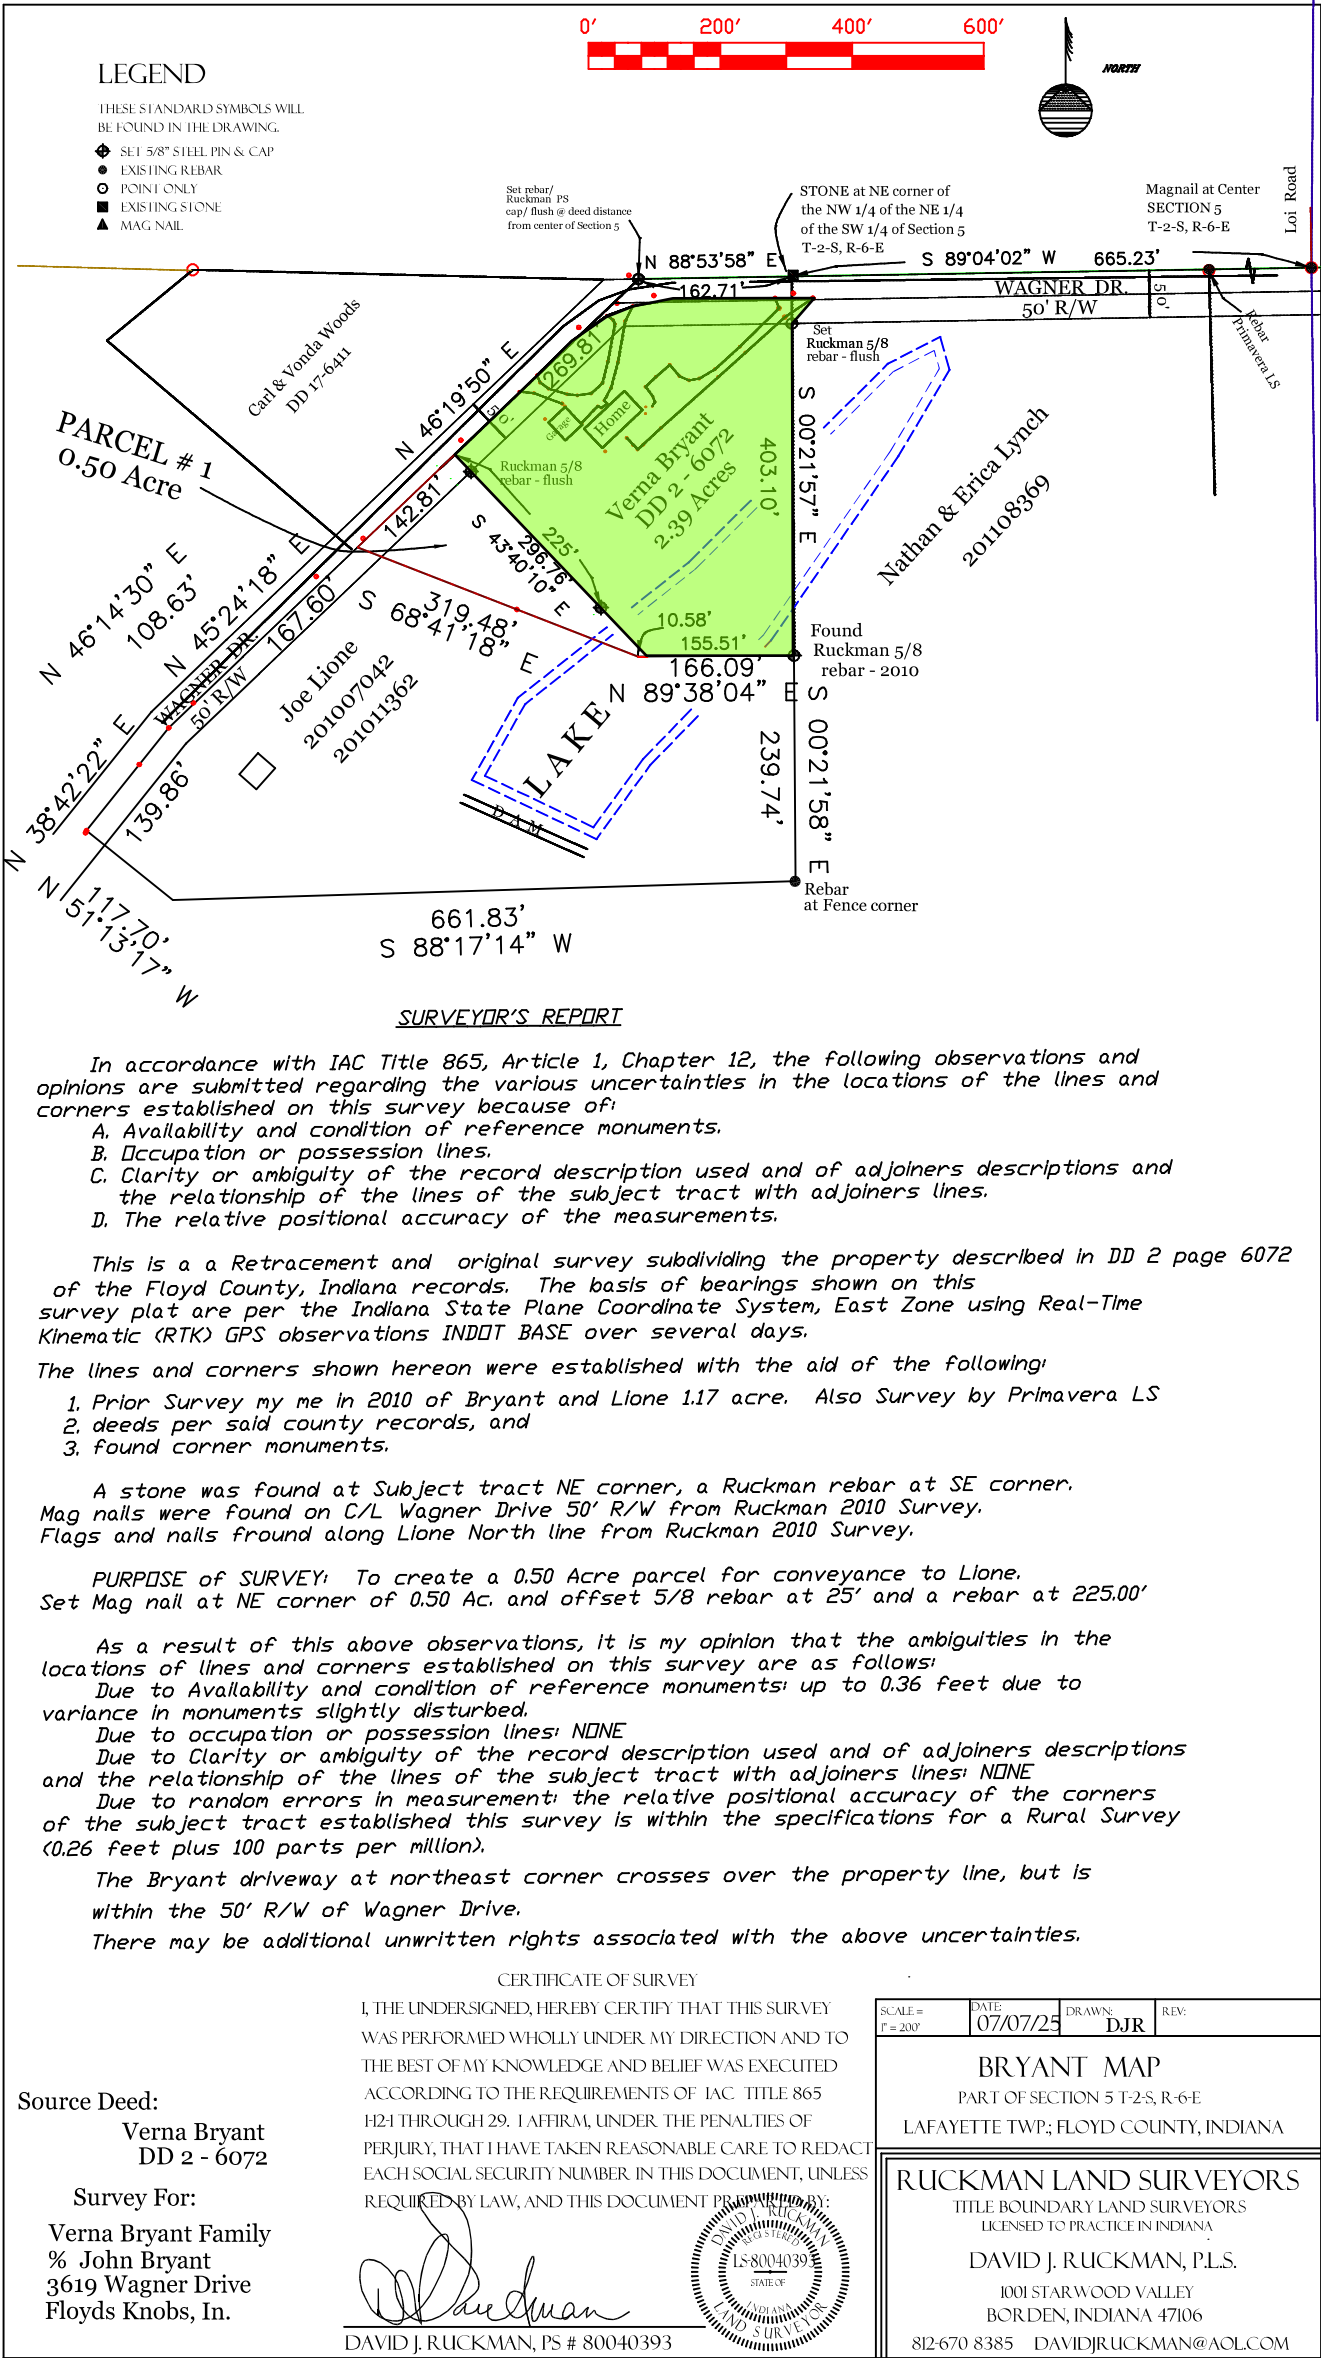 0' 200' 400' 600'
NORTH
LEGEND
THESE STANDARD SYMBOLS WILL
BE FOUND IN THE DRAWING.
SET 5/8" STEEL PIN & CAP
EXISTING REBAR
POINT ONLY
EXISTING STONE
MAG NAIL
Set rebar/
Ruckman PS
cap/ flush @ deed distance
from center of Section 5
STONE at NE corner of
the NW 1/4 of the NE 1/4
of the SW 1/4 of Section 5
T-2-S, R-6-E
Magnail at Center
SECTION 5
T-2-S, R-6-E
Loi Road
N 88°53'58" E
162.71'
S 89°04'02" W 665.23'
WAGNER DR.
50' R/W
50'
Rebar
Primavera LS
Set
Ruckman 5/8
rebar - flush
Carl & Vonda Woods
DD 17-6411
PARCEL # 1
0.50 Acre
N 46°19'50" E
269.81'
50'
Garage
Home
Ruckman 5/8
rebar - flush
Verna Bryant
DD 2 - 6072
2.39 Acres
403.10'
S 00°21'57" E
Nathan & Erica Lynch
201108369
142.81'
225'
296.76'
S 43°40'10" E
N 46°14'30" E
108.63'
N 45°24'18" E
167.60'
319.48'
S 68°41'18" E
10.58'
155.51'
166.09'
N 89°38'04" E
Found
Ruckman 5/8
rebar - 2010
WAGNER DR.
50' R/W
Joe Lione
201007042
201011362
LAKE
DAM
239.74'
S 00°21'58" E
N 38°42'22" E
139.86'
Rebar
at Fence corner
117.70'
N 51°13'17" W
661.83'
S 88°17'14" W
SURVEYOR'S REPORT
In accordance with IAC Title 865, Article 1, Chapter 12, the following observations and
opinions are submitted regarding the various uncertainties in the locations of the lines and
corners established on this survey because of:
A. Availability and condition of reference monuments.
B. Occupation or possession lines.
C. Clarity or ambiguity of the record description used and of adjoiners descriptions and
the relationship of the lines of the subject tract with adjoiners lines.
D. The relative positional accuracy of the measurements.
This is a a Retracement and original survey subdividing the property described in DD 2 page 6072
of the Floyd County, Indiana records. The basis of bearings shown on this
survey plat are per the Indiana State Plane Coordinate System, East Zone using Real-Time
Kinematic (RTK) GPS observations INDOT BASE over several days.
The lines and corners shown hereon were established with the aid of the following:
1. Prior Survey my me in 2010 of Bryant and Lione 1.17 acre. Also Survey by Primavera LS
2. deeds per said county records, and
3. found corner monuments.
A stone was found at Subject tract NE corner, a Ruckman rebar at SE corner.
Mag nails were found on C/L Wagner Drive 50' R/W from Ruckman 2010 Survey.
Flags and nails fround along Lione North line from Ruckman 2010 Survey.
PURPOSE of SURVEY: To create a 0.50 Acre parcel for conveyance to Lione.
Set Mag nail at NE corner of 0.50 Ac. and offset 5/8 rebar at 25' and a rebar at 225.00'
As a result of this above observations, it is my opinion that the ambiguities in the
locations of lines and corners established on this survey are as follows:
Due to Availability and condition of reference monuments: up to 0.36 feet due to
variance in monuments slightly disturbed.
Due to occupation or possession lines: NONE
Due to Clarity or ambiguity of the record description used and of adjoiners descriptions
and the relationship of the lines of the subject tract with adjoiners lines: NONE
Due to random errors in measurement: the relative positional accuracy of the corners
of the subject tract established this survey is within the specifications for a Rural Survey
(0.26 feet plus 100 parts per million).
The Bryant driveway at northeast corner crosses over the property line, but is
within the 50' R/W of Wagner Drive.
There may be additional unwritten rights associated with the above uncertainties.
CERTIFICATE OF SURVEY
I, THE UNDERSIGNED, HEREBY CERTIFY THAT THIS SURVEY
WAS PERFORMED WHOLLY UNDER MY DIRECTION AND TO
THE BEST OF MY KNOWLEDGE AND BELIEF WAS EXECUTED
ACCORDING TO THE REQUIREMENTS OF IAC TITLE 865
1-12-1 THROUGH 29. I AFFIRM, UNDER THE PENALTIES OF
PERJURY, THAT I HAVE TAKEN REASONABLE CARE TO REDACT
EACH SOCIAL SECURITY NUMBER IN THIS DOCUMENT, UNLESS
REQUIRED BY LAW, AND THIS DOCUMENT PREPARED BY:
DAVID J. RUCKMAN
REGISTERED
LS-80040393
STATE OF
INDIANA
LAND SURVEYOR
DAVID J. RUCKMAN, PS # 80040393
Source Deed:
Verna Bryant
DD 2 - 6072
Survey For:
Verna Bryant Family
% John Bryant
3619 Wagner Drive
Floyds Knobs, In.
SCALE =
1" = 200'
DATE:
07/07/25
DRAWN:
DJR
REV:
BRYANT MAP
PART OF SECTION 5 T-2-S, R-6-E
LAFAYETTE TWP.; FLOYD COUNTY, INDIANA
RUCKMAN LAND SURVEYORS
TITLE BOUNDARY LAND SURVEYORS
LICENSED TO PRACTICE IN INDIANA
DAVID J. RUCKMAN, P.L.S.
1001 STARWOOD VALLEY
BORDEN, INDIANA 47106
812-670 8385 DAVIDJRUCKMAN@AOL.COM